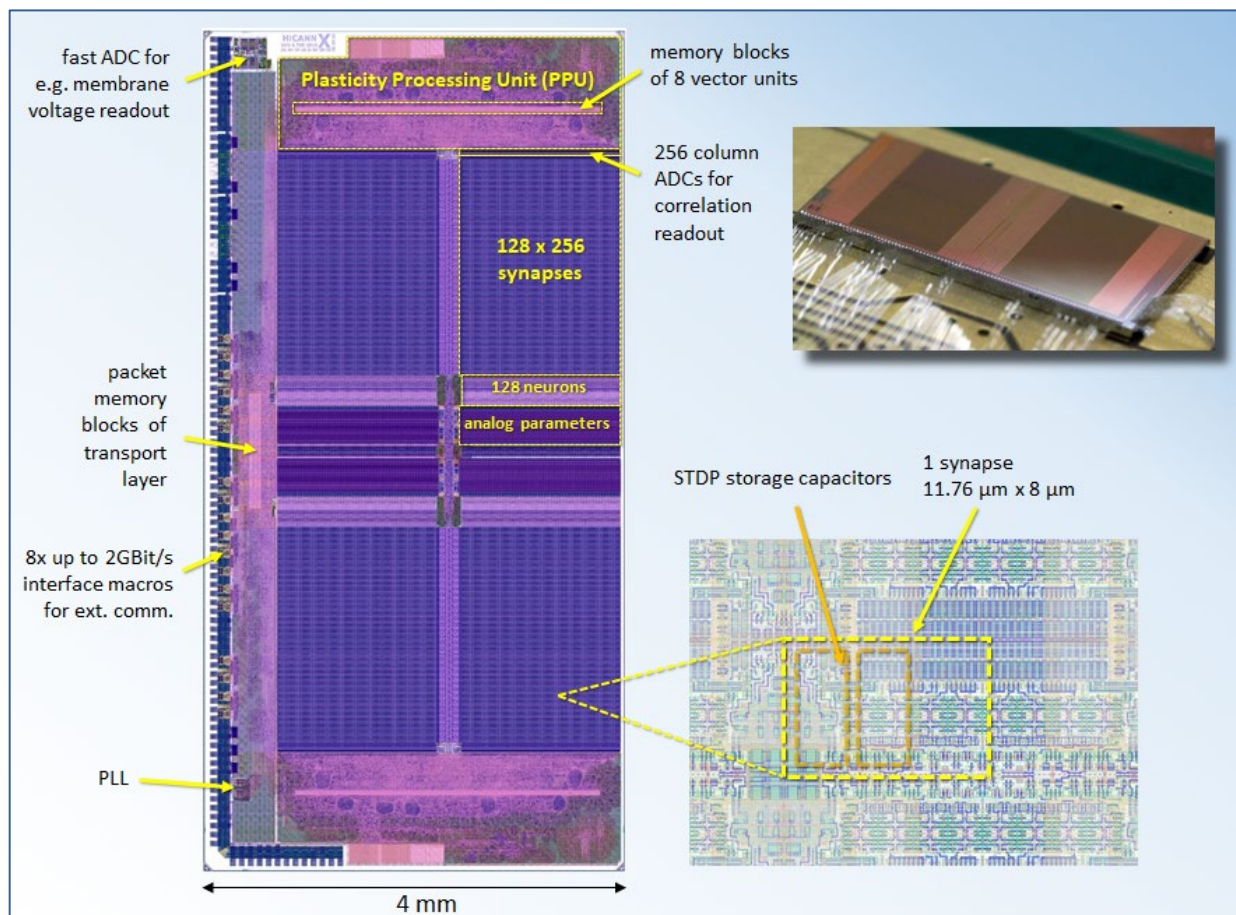 fast ADC for
e.g. membrane
voltage readout
HICANN X
Plasticity Processing Unit (PPU)
memory blocks
of 8 vector units
256 column
ADCs for
correlation
readout
128 x 256
synapses
packet
memory
blocks of
transport
layer
128 neurons
analog parameters
STDP storage capacitors
1 synapse
11.76 µm x 8 µm
8x up to 2GBit/s
interface macros
for ext. comm.
PLL
4 mm